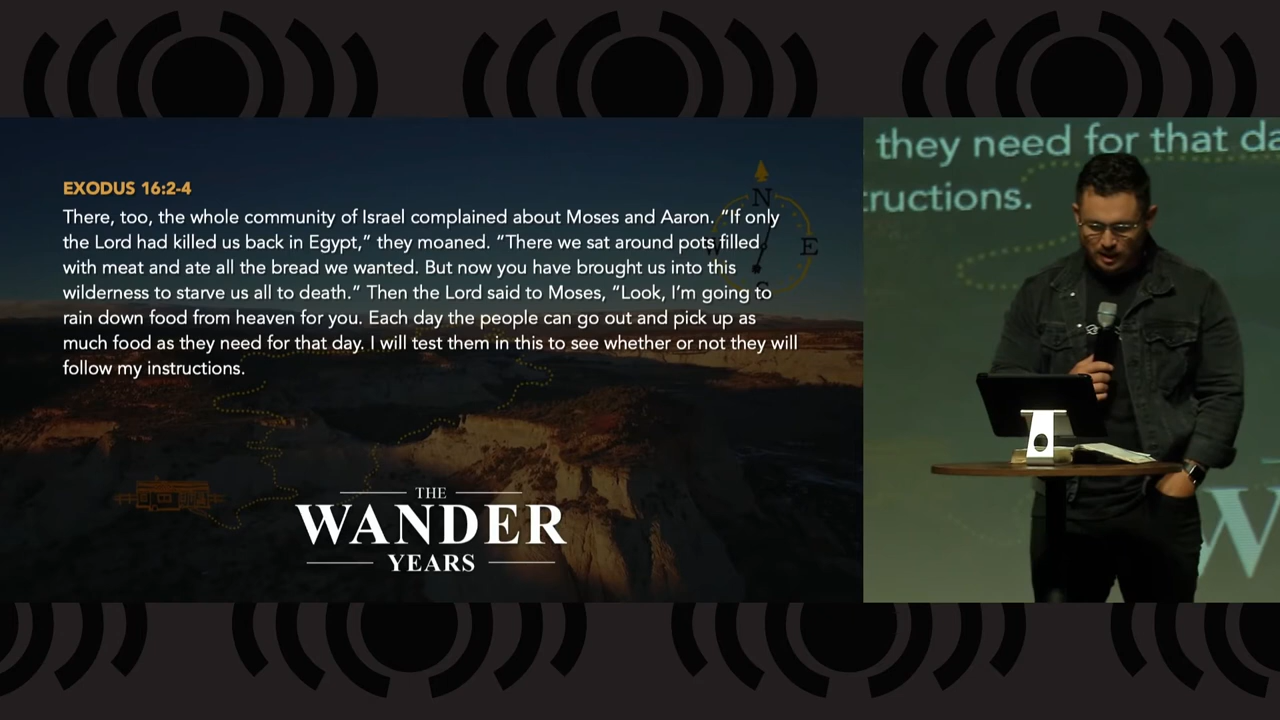 EXODUS 16:2-4
There, too, the whole community of Israel complained about Moses and Aaron. “If only
the Lord had killed us back in Egypt,” they moaned. “There we sat around pots filled
with meat and ate all the bread we wanted. But now you have brought us into this
wilderness to starve us all to death.” Then the Lord said to Moses, “Look, I’m going to
rain down food from heaven for you. Each day the people can go out and pick up as
much food as they need for that day. I will test them in this to see whether or not they will
follow my instructions.
N
W E
S
THE
WANDER
YEARS
they need for that da
tructions.
W